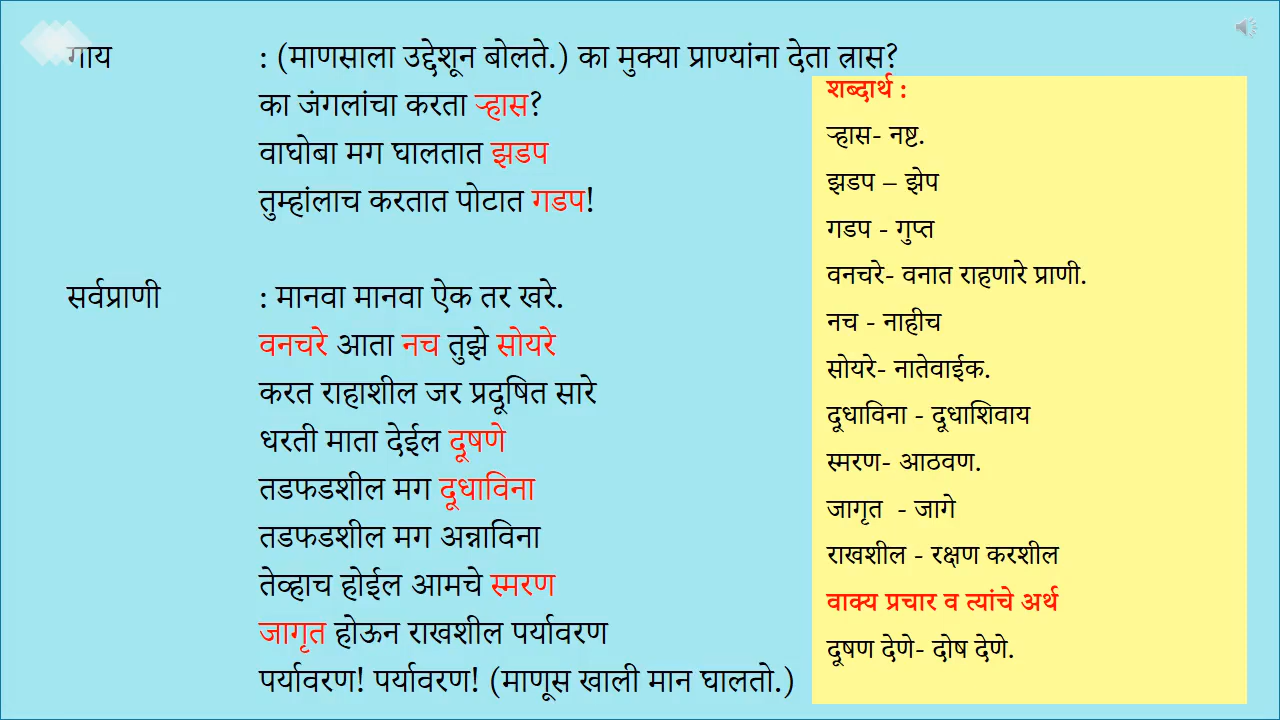 गाय : (माणसाला उद्देशून बोलते.) का मुक्या प्राण्यांना देता त्रास?
का जंगलांचा करता ऱ्हास?
वाघोबा मग घालतात झडप
तुम्हांलाच करतात पोटात गडप!
सर्वप्राणी : मानवा मानवा ऐक तर खरे.
वनचरे आता नच तुझे सोयरे
करत राहाशील जर प्रदूषित सारे
धरती माता देईल दूषणे
तडफडशील मग दूधाविना
तडफडशील मग अन्नाविना
तेव्हाच होईल आमचे स्मरण
जागृत होऊन राखशील पर्यावरण
पर्यावरण! पर्यावरण! (माणूस खाली मान घालतो.)
शब्दार्थ :
ऱ्हास- नष्ट.
झडप – झेप
गडप - गुप्त
वनचरे- वनात राहणारे प्राणी.
नच - नाहीच
सोयरे- नातेवाईक.
दूधाविना - दूधाशिवाय
स्मरण- आठवण.
जागृत - जागे
राखशील - रक्षण करशील
वाक्य प्रचार व त्यांचे अर्थ
दूषण देणे- दोष देणे.